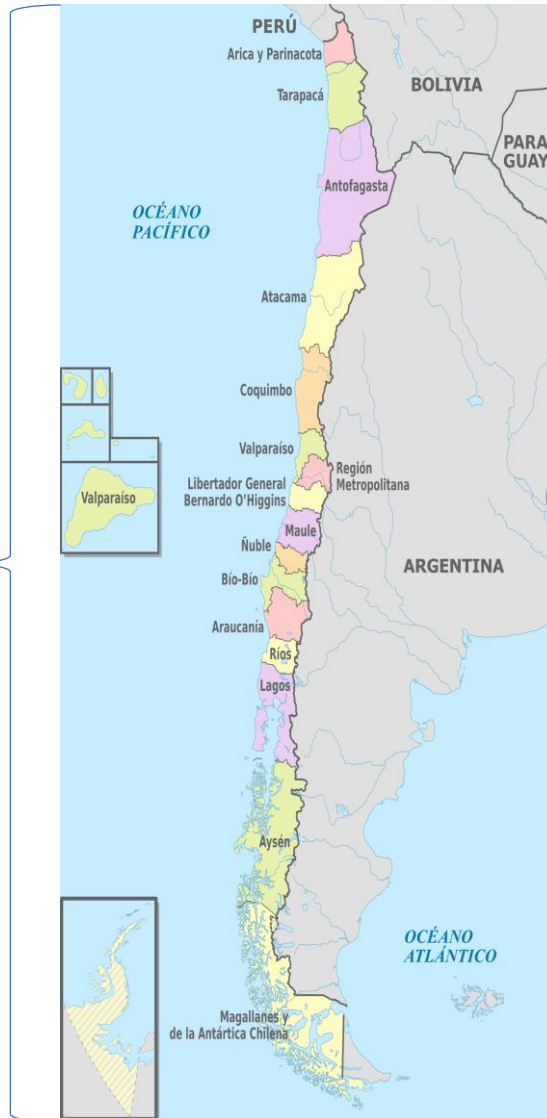 PERÚ
Arica y Parinacota
BOLIVIA
Tarapacá
PARA
GUAY
Antofagasta
OCÉANO
PACÍFICO
Atacama
Coquimbo
Valparaíso
Región
Metropolitana
Libertador General
Bernardo O’Higgins
Valparaíso
Maule
Ñuble
ARGENTINA
Bío-Bío
Araucanía
Ríos
Lagos
Aysén
OCÉANO
ATLÁNTICO
Magallanes y
de la Antártica Chilena